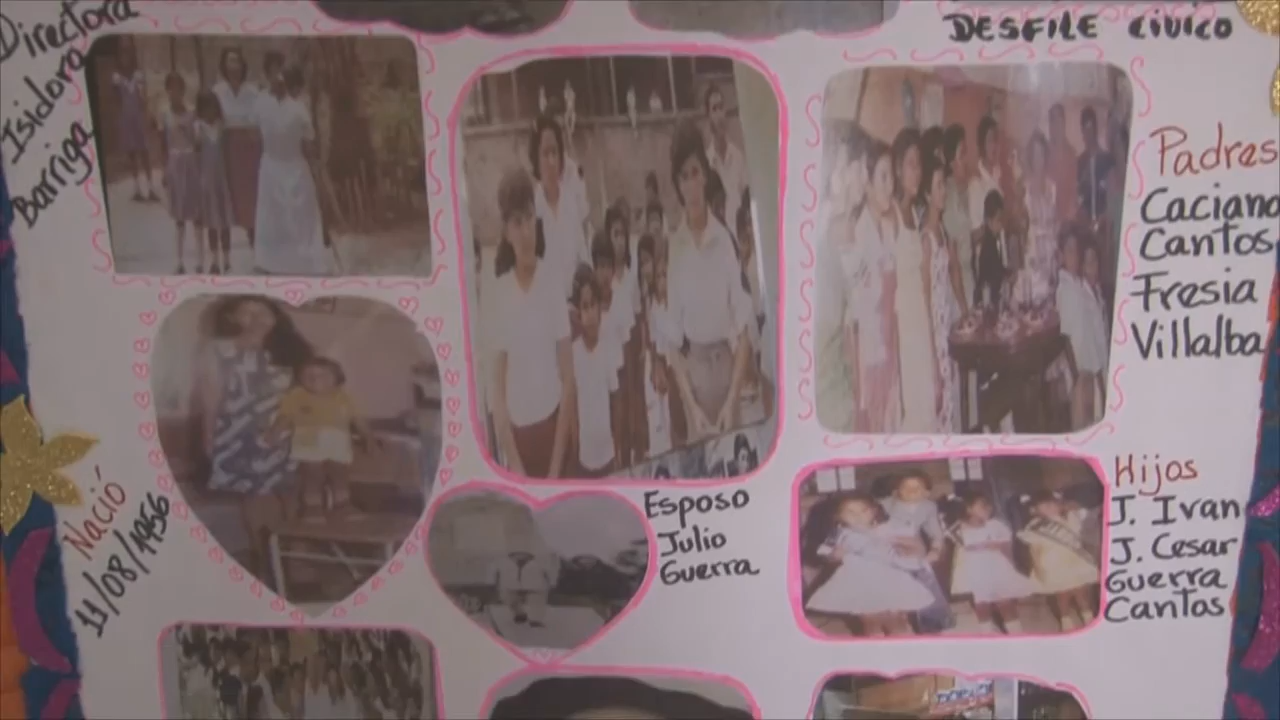 Directora
Isidora
Barriga
DESFILE CIVICO
Padres
Caciano
Cantos
Fresia
Villalba
Nació
11/08/1956
Esposo
Julio
Guerra
Hijos
J. Ivan
J. Cesar
Guerra
Cantos